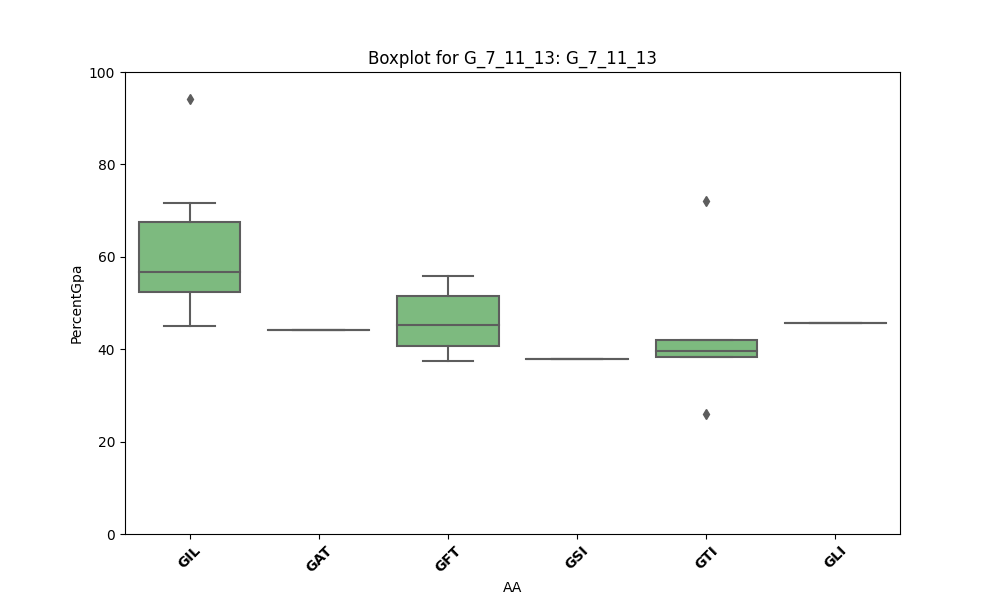 Boxplot for G_7_11_13: G_7_11_13
100
80
60
40
20
0
PercentGpa
GIL
GAT
GFT
GSI
GTI
GLI
AA